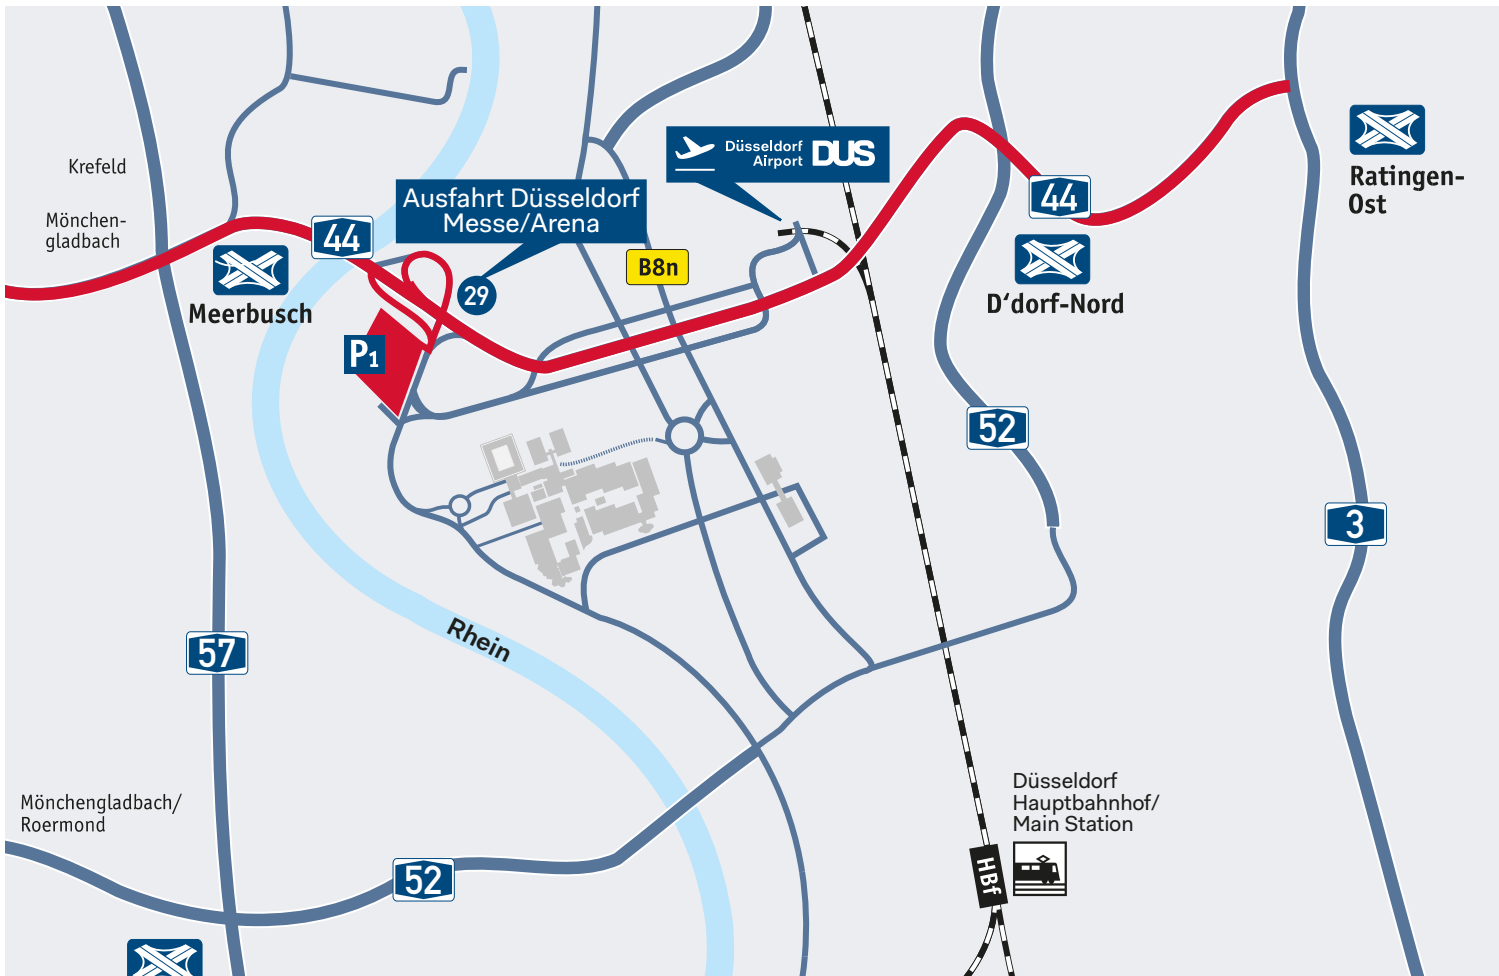 Krefeld
Mönchen-
gladbach
44
Ausfahrt Düsseldorf
Messe/Arena
Düsseldorf
Airport
DUS
B8n
29
Meerbusch
P1
44
D‘dorf-Nord
Ratingen-
Ost
52
3
57
Rhein
Mönchengladbach/
Roermond
52
Düsseldorf
Hauptbahnhof/
Main Station
HBf